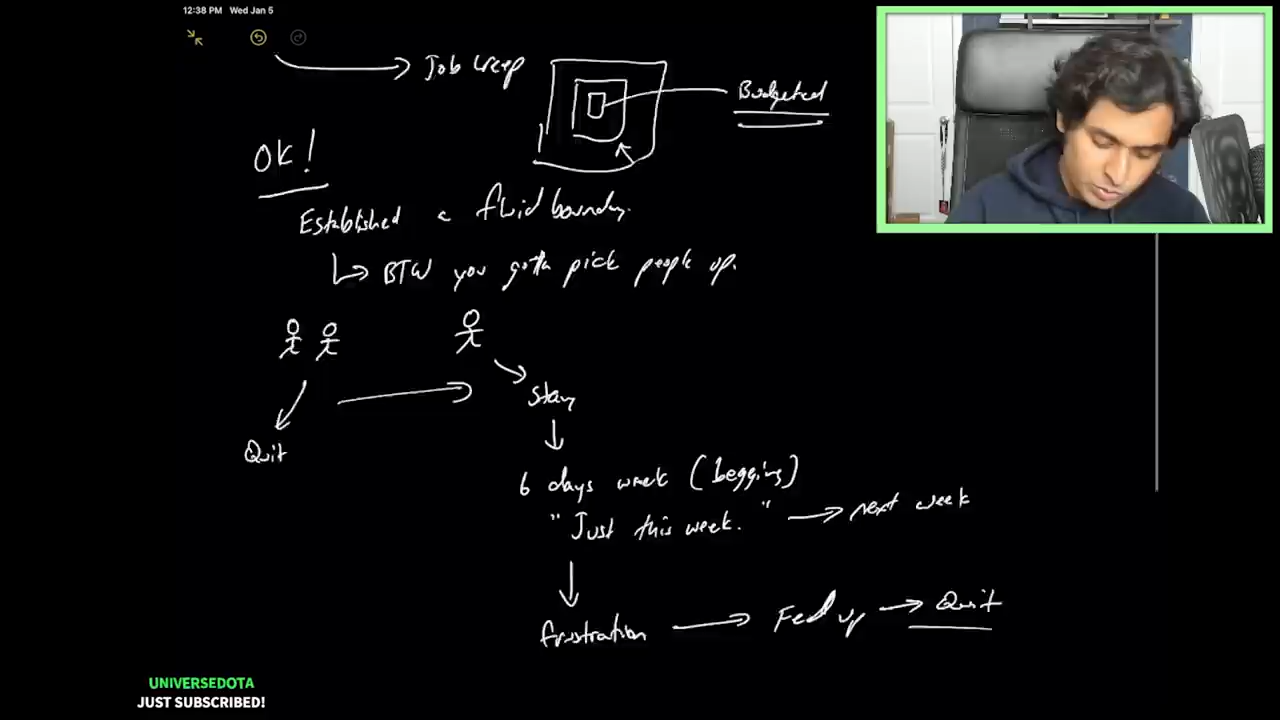 12:38 PM Wed Jan 5
Job creep
Budgeted
OK!
Established a fluid boundary.
BTW you gotta pick people up.
Stay
Quit
6 days week (begging)
"Just this week." next week
frustration Fed up Quit
UNIVERSEDOTA
JUST SUBSCRIBED!